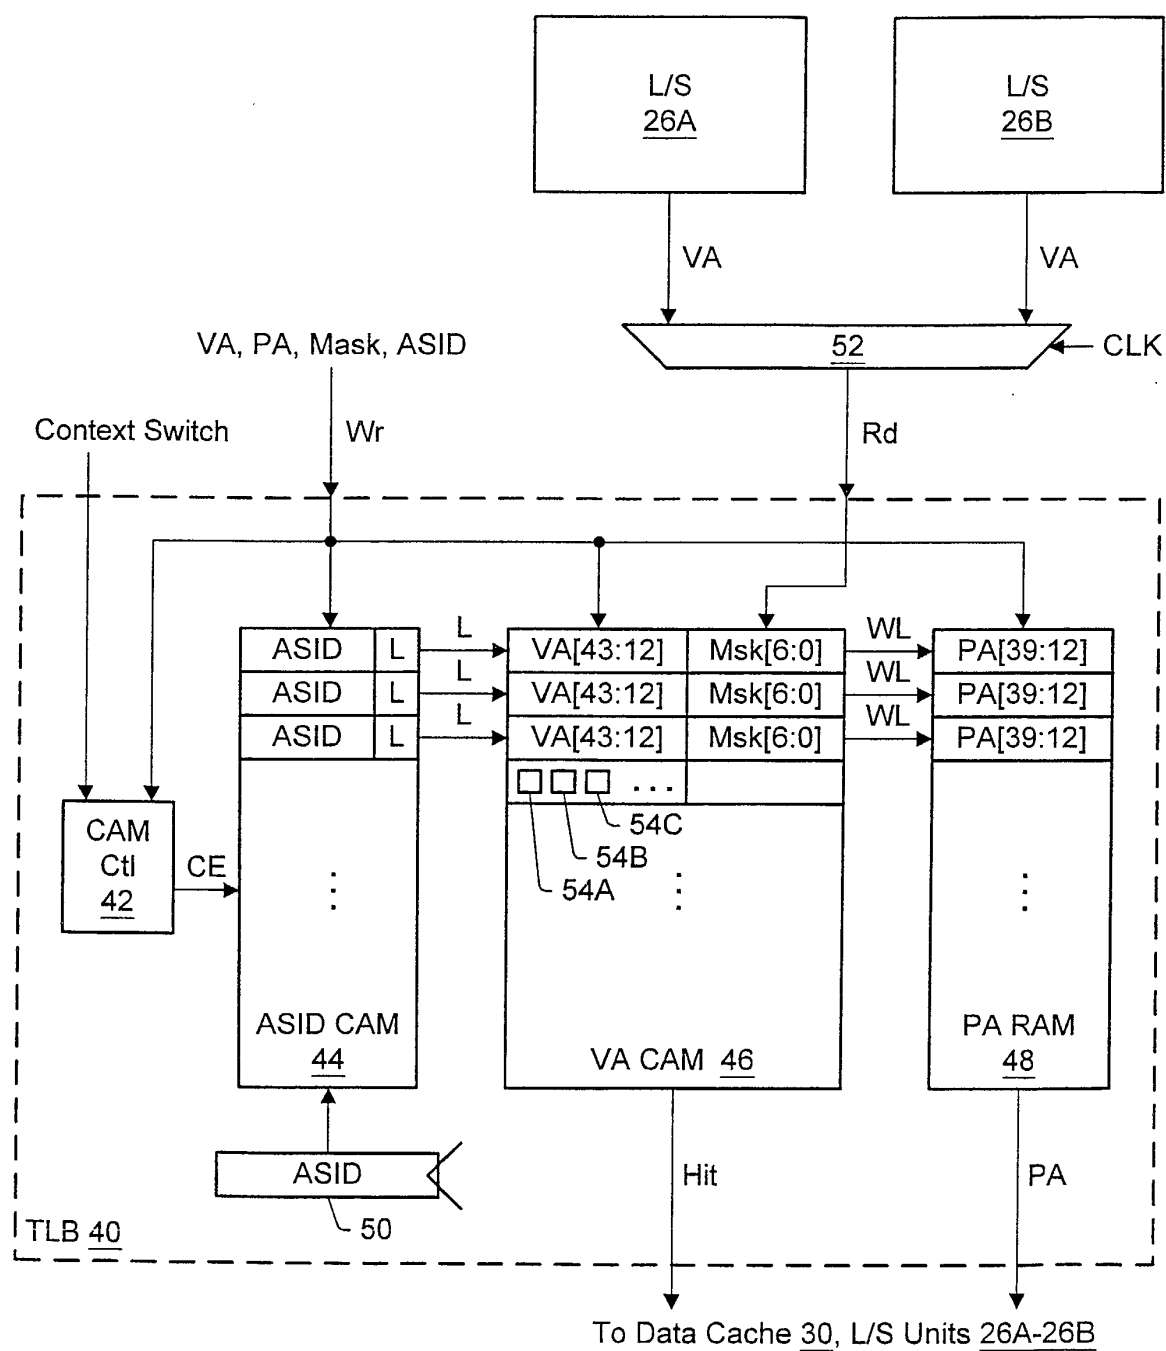 L/S
26A
L/S
26B
VA
VA
VA, PA, Mask, ASID
52
CLK
Context Switch
Wr
Rd
ASID
L
L
VA[43:12]
Msk[6:0]
WL
PA[39:12]
ASID
L
L
VA[43:12]
Msk[6:0]
WL
PA[39:12]
ASID
L
L
VA[43:12]
Msk[6:0]
WL
PA[39:12]
...
54C
54B
54A
CAM
Ctl
42
CE
ASID CAM
44
VA CAM 46
PA RAM
48
ASID
50
Hit
PA
TLB 40
To Data Cache 30, L/S Units 26A-26B